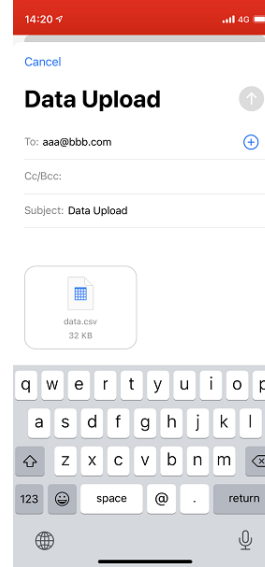 14:20 4G
Cancel
Data Upload
To: aaa@bbb.com
Cc/Bcc:
Subject: Data Upload
data.csv
32 KB
q w e r t y u i o p
a s d f g h j k l
z x c v b n m
123 space @ . return